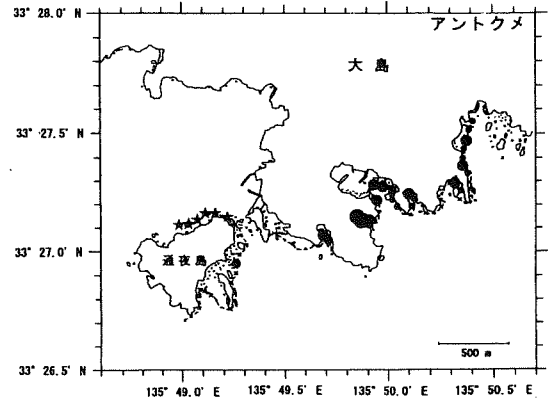 アントクメ
33° 28.0' N
大島
33° 27.5' N
33° 27.0' N
通夜島
500 m
33° 26.5' N
135° 49.0' E
135° 49.5' E
135° 50.0' E
135° 50.5' E